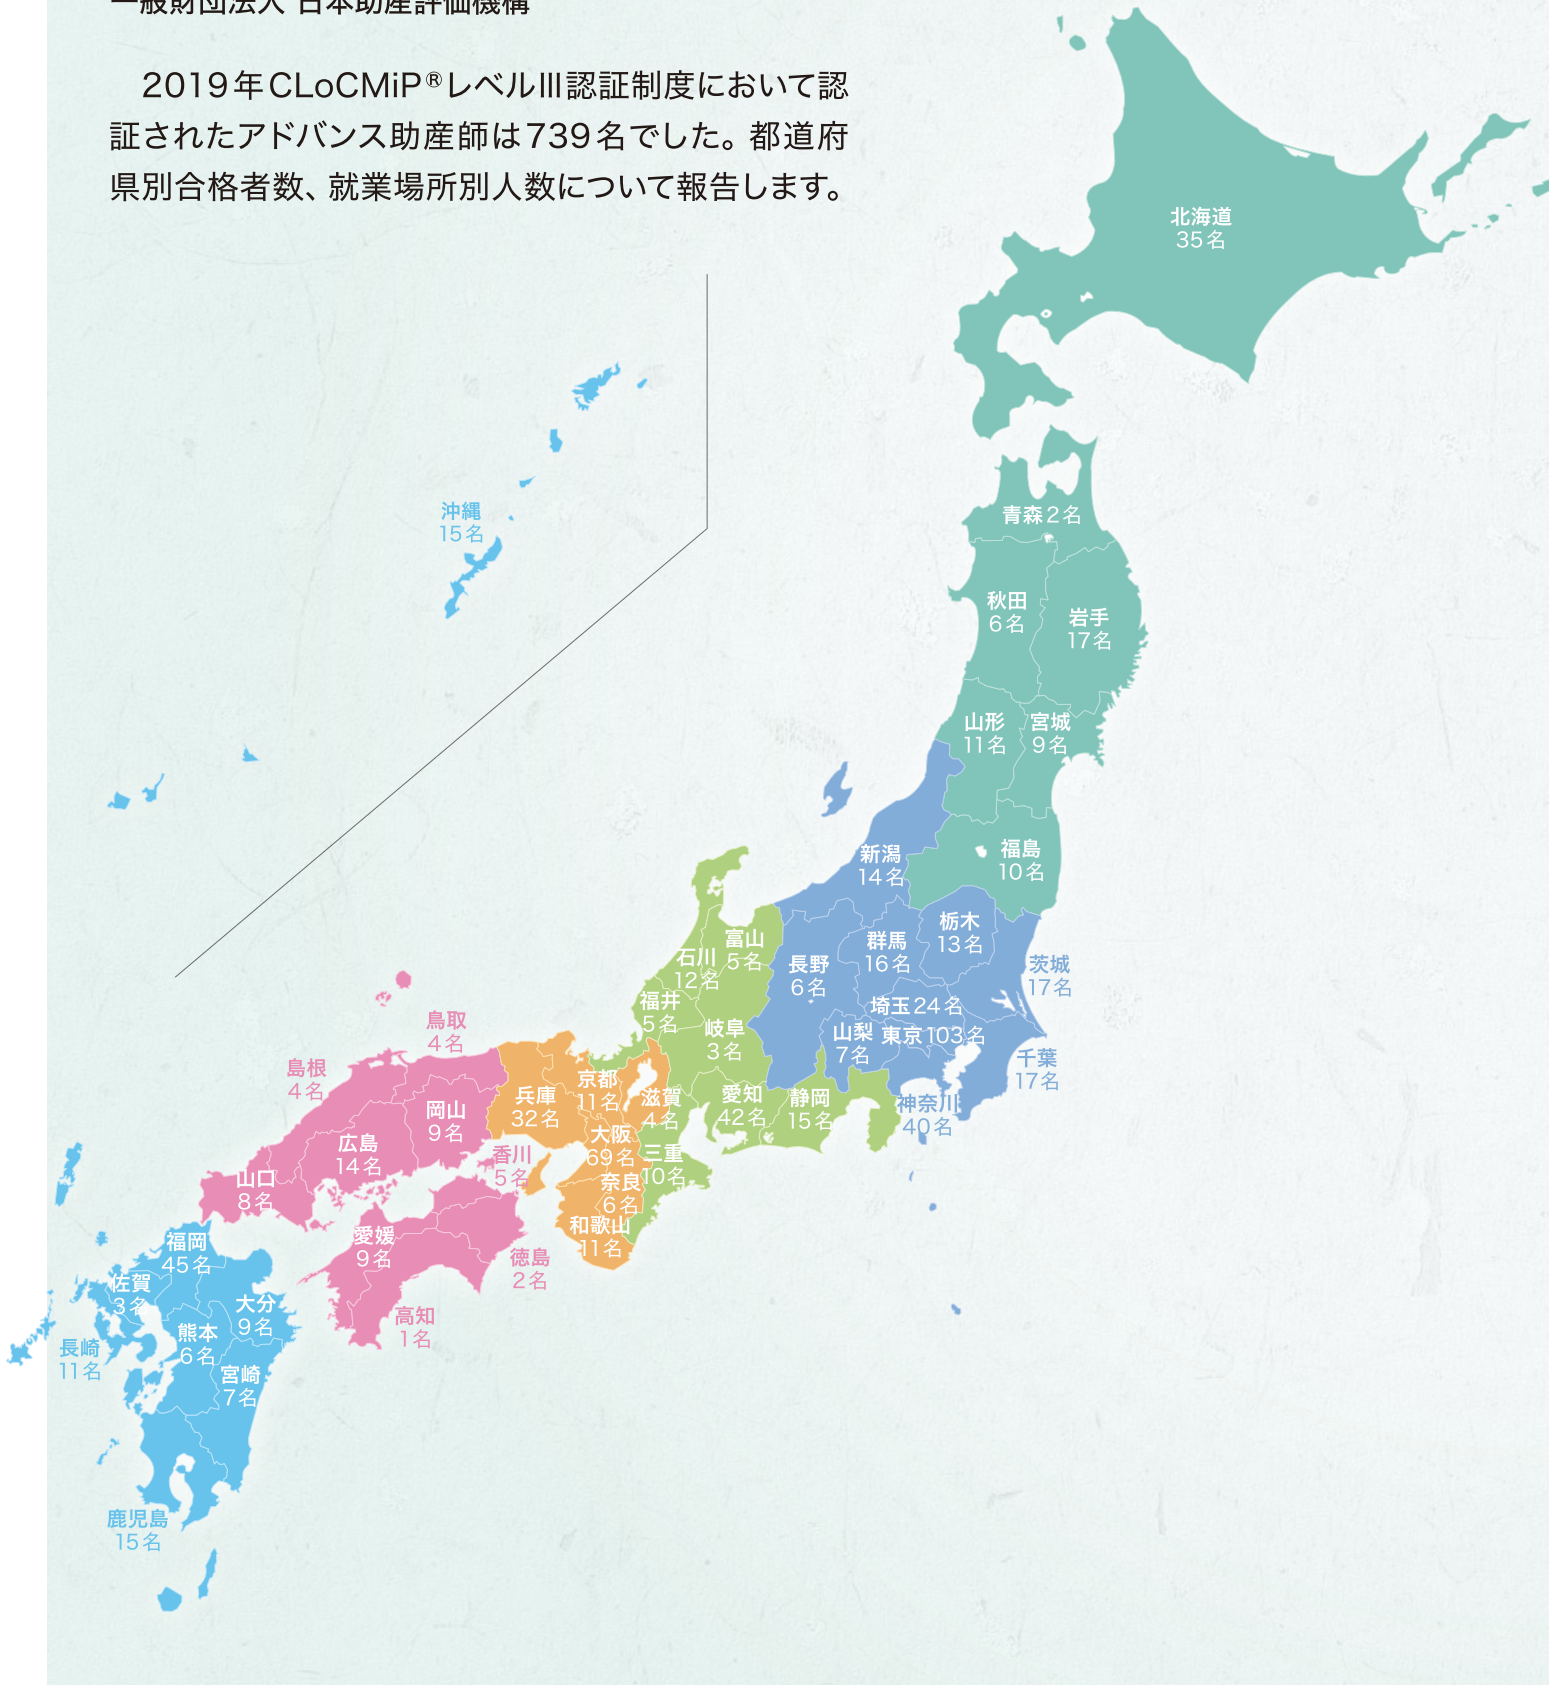 一般財団法人 日本助産評価機構
2019年CLoCMiP®レベルⅢ認証制度において認
証されたアドバンス助産師は739名でした。都道府
県別合格者数、就業場所別人数について報告します。
北海道
35名
沖縄
15名
青森2名
秋田
6名
岩手
17名
山形
11名
宮城
9名
新潟
14名
福島
10名
栃木
13名
富山
5名
群馬
16名
石川
12名
長野
6名
茨城
17名
福井
5名
埼玉24名
鳥取
4名
岐阜
3名
山梨
7名
東京103名
島根
4名
千葉
17名
京都
11名
兵庫
32名
滋賀
4名
愛知
42名
静岡
15名
神奈川
40名
岡山
9名
広島
14名
大阪
69名
香川
5名
三重
10名
山口
8名
奈良
6名
和歌山
11名
愛媛
9名
福岡
45名
徳島
2名
佐賀
3名
大分
9名
高知
1名
熊本
6名
長崎
11名
宮崎
7名
鹿児島
15名